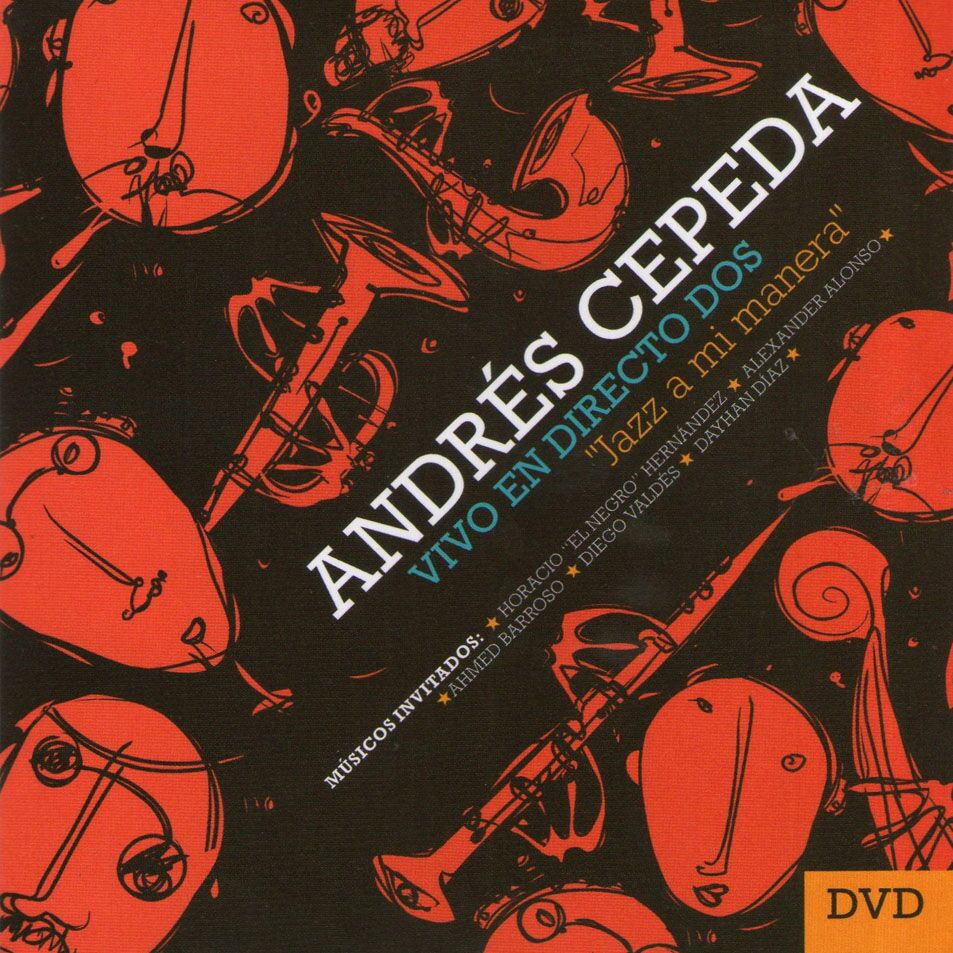 ANDRÉS CEPEDA
VIVO EN DIRECTO DOS
"Jazz a mi manera"
MÚSICOS INVITADOS: ★ HORACIO "EL NEGRO" HERNÁNDEZ ★ ALEXANDER ALONSO ★
★ AHMED BARROSO ★ DIEGO VALDÉS ★ DAYHAN DÍAZ ★
DVD